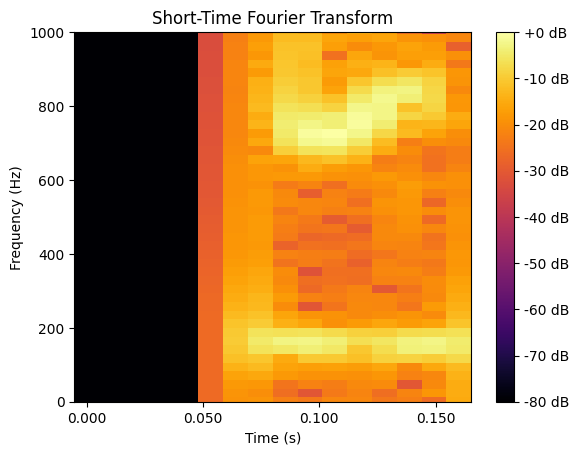 Short-Time Fourier Transform
1000
800
600
400
200
0
Frequency (Hz)
0.000
0.050
0.100
0.150
Time (s)
+0 dB
-10 dB
-20 dB
-30 dB
-40 dB
-50 dB
-60 dB
-70 dB
-80 dB